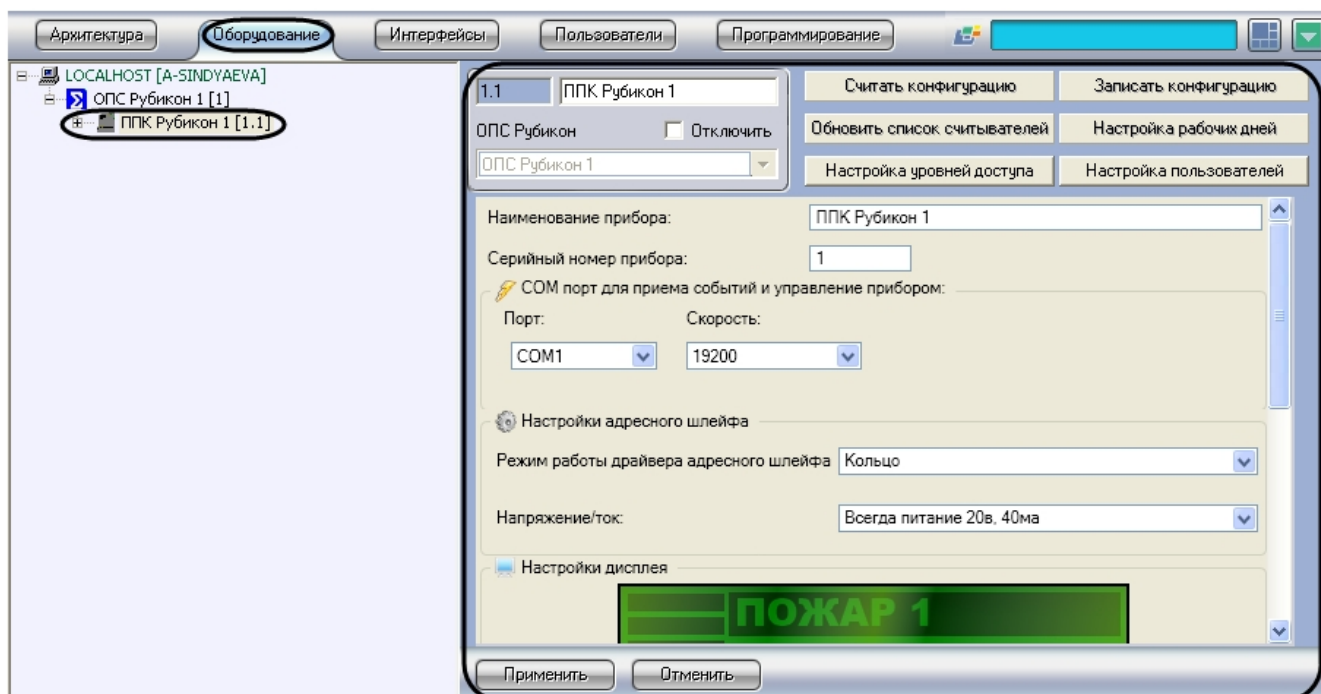 Архитектура Оборудование Интерфейсы Пользователи Программирование
LOCALHOST [A-SINDYAEVA]
ОПС Рубикон 1 [1]
ППК Рубикон 1 [1.1]
1.1 ППК Рубикон 1
ОПС Рубикон Отключить
ОПС Рубикон 1
Считать конфигурацию Записать конфигурацию
Обновить список считывателей Настройка рабочих дней
Настройка уровней доступа Настройка пользователей
Наименование прибора: ППК Рубикон 1
Серийный номер прибора: 1
COM порт для приема событий и управление прибором:
Порт: Скорость:
COM1 19200
Настройки адресного шлейфа
Режим работы драйвера адресного шлейфа Кольцо
Напряжение/ток: Всегда питание 20в, 40ма
Настройки дисплея
ПОЖАР 1
Применить Отменить